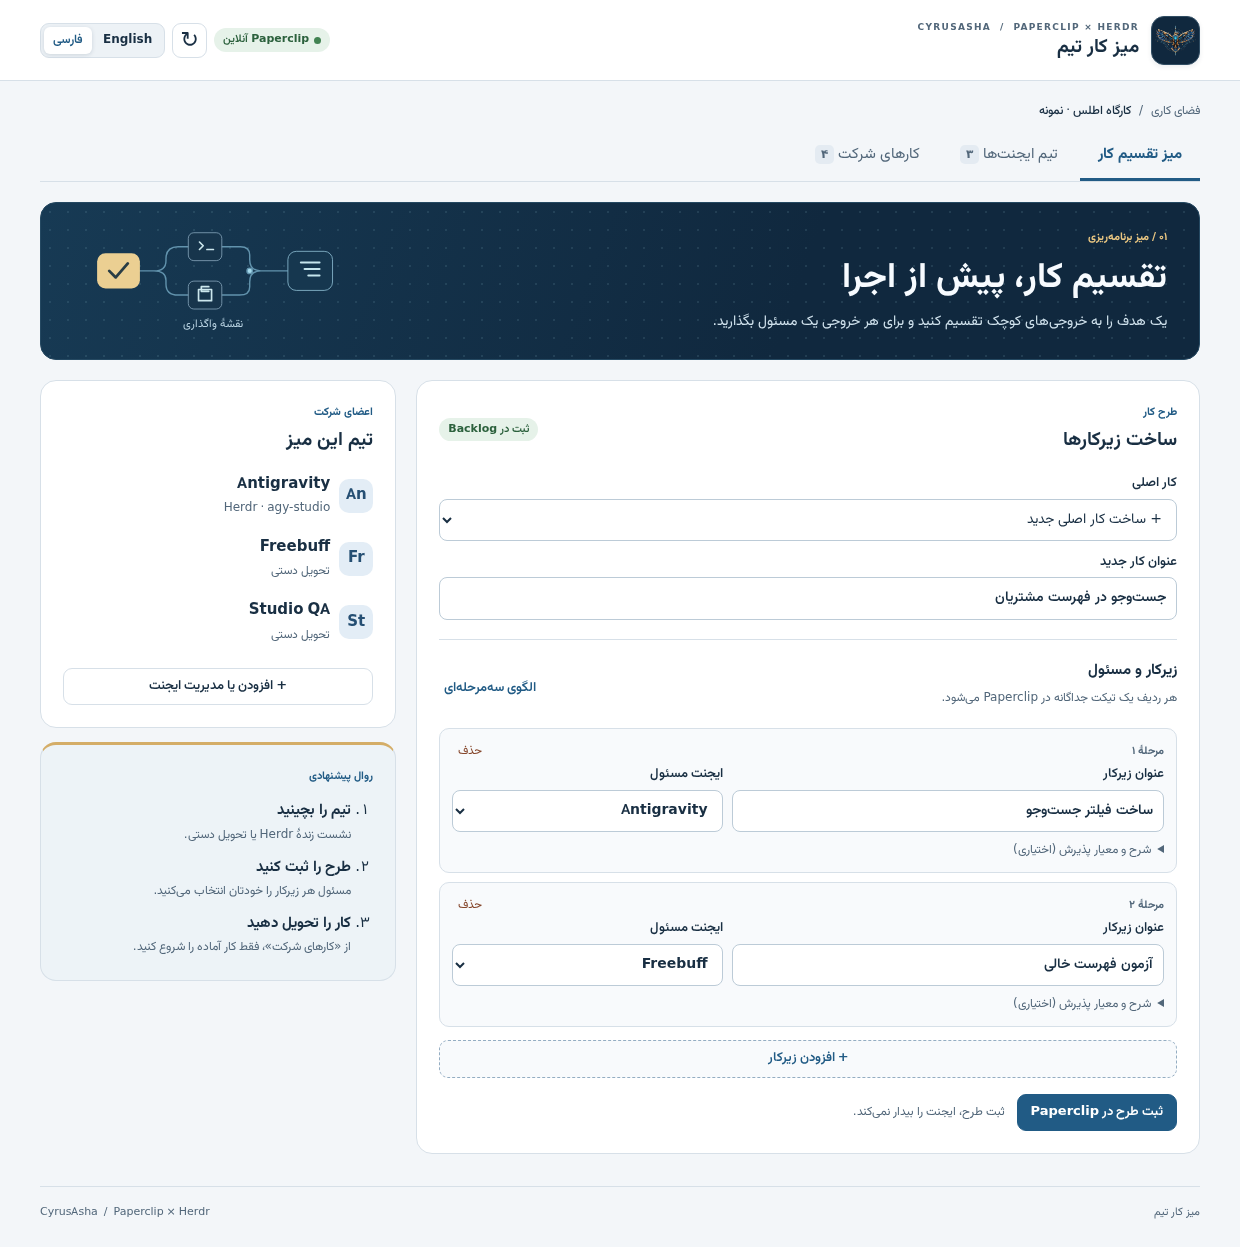 CYRUSASHA / PAPERCLIP × HERDR
میز کار تیم
Paperclip آنلاین
↻
English
فارسی
فضای کاری / کارگاه اطلس · نمونه
میز تقسیم کار
تیم ایجنت‌ها ۳
کارهای شرکت ۴
۰۱ / میز برنامه‌ریزی
تقسیم کار، پیش از اجرا
یک هدف را به خروجی‌های کوچک تقسیم کنید و برای هر خروجی یک مسئول بگذارید.
نقشهٔ واگذاری
طرح کار
ساخت زیرکارها
ثبت در Backlog
کار اصلی
+ ساخت کار اصلی جدید
عنوان کار جدید
جست‌وجو در فهرست مشتریان
زیرکار و مسئول
هر ردیف یک تیکت جداگانه در Paperclip می‌شود.
الگوی سه‌مرحله‌ای
مرحلهٔ ۱
حذف
عنوان زیرکار
ایجنت مسئول
ساخت فیلتر جست‌وجو
Antigravity
شرح و معیار پذیرش (اختیاری)
مرحلهٔ ۲
حذف
عنوان زیرکار
ایجنت مسئول
آزمون فهرست خالی
Freebuff
شرح و معیار پذیرش (اختیاری)
+ افزودن زیرکار
ثبت طرح در Paperclip
ثبت طرح، ایجنت را بیدار نمی‌کند.
اعضای شرکت
تیم این میز
An
Antigravity
Herdr · agy-studio
Fr
Freebuff
تحویل دستی
St
Studio QA
تحویل دستی
+ افزودن یا مدیریت ایجنت
روال پیشنهادی
۱. تیم را بچینید
نشست زندهٔ Herdr یا تحویل دستی.
۲. طرح را ثبت کنید
مسئول هر زیرکار را خودتان انتخاب می‌کنید.
۳. کار را تحویل دهید
از «کارهای شرکت»، فقط کار آماده را شروع کنید.
میز کار تیم
CyrusAsha / Paperclip × Herdr